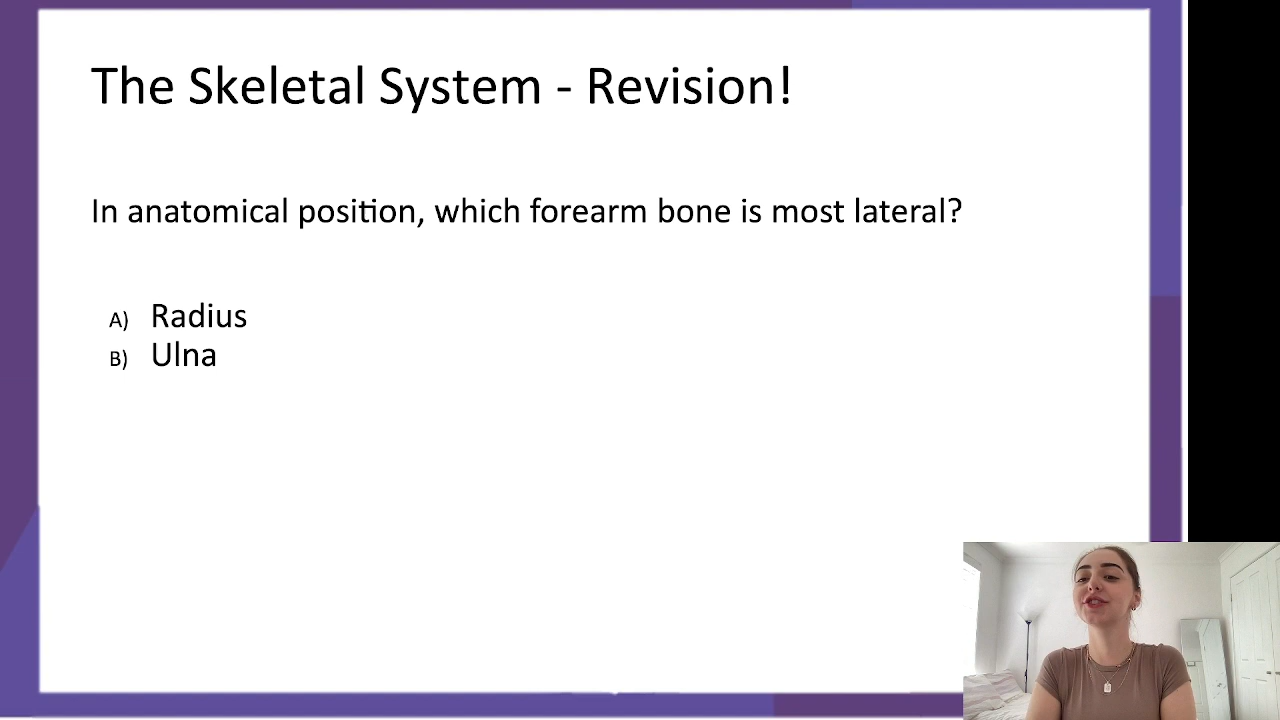 The Skeletal System - Revision!
In anatomical position, which forearm bone is most lateral?
A) Radius
B) Ulna